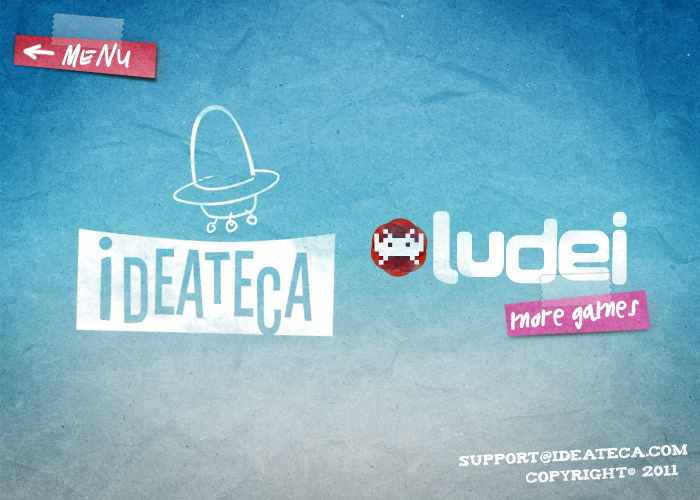 MENU
iDEATECA
ludei
more games
SUPPORT@IDEATECA.COM
COPYRIGHT© 2011